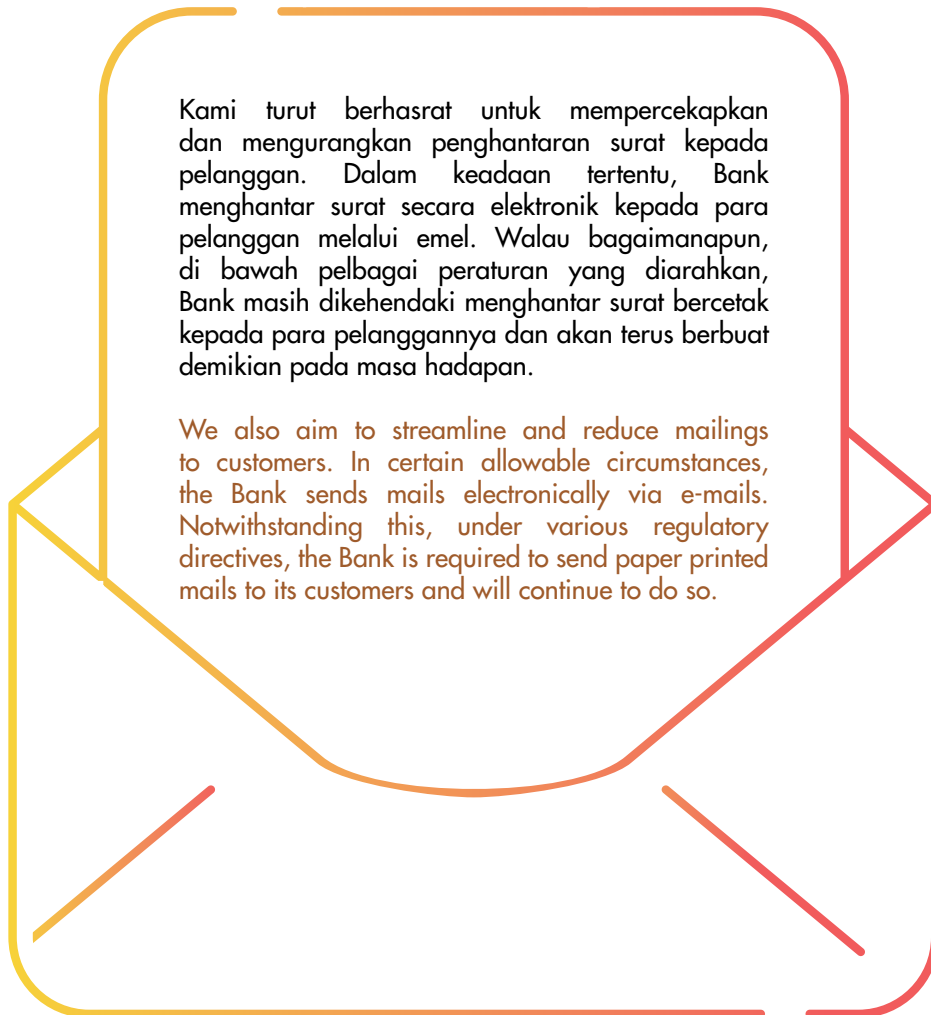 Kami turut berhasrat untuk mempercekapkan
dan mengurangkan penghantaran surat kepada
pelanggan. Dalam keadaan tertentu, Bank
menghantar surat secara elektronik kepada para
pelanggan melalui emel. Walau bagaimanapun,
di bawah pelbagai peraturan yang diarahkan,
Bank masih dikehendaki menghantar surat bercetak
kepada para pelanggannya dan akan terus berbuat
demikian pada masa hadapan.
We also aim to streamline and reduce mailings
to customers. In certain allowable circumstances,
the Bank sends mails electronically via e-mails.
Notwithstanding this, under various regulatory
directives, the Bank is required to send paper printed
mails to its customers and will continue to do so.